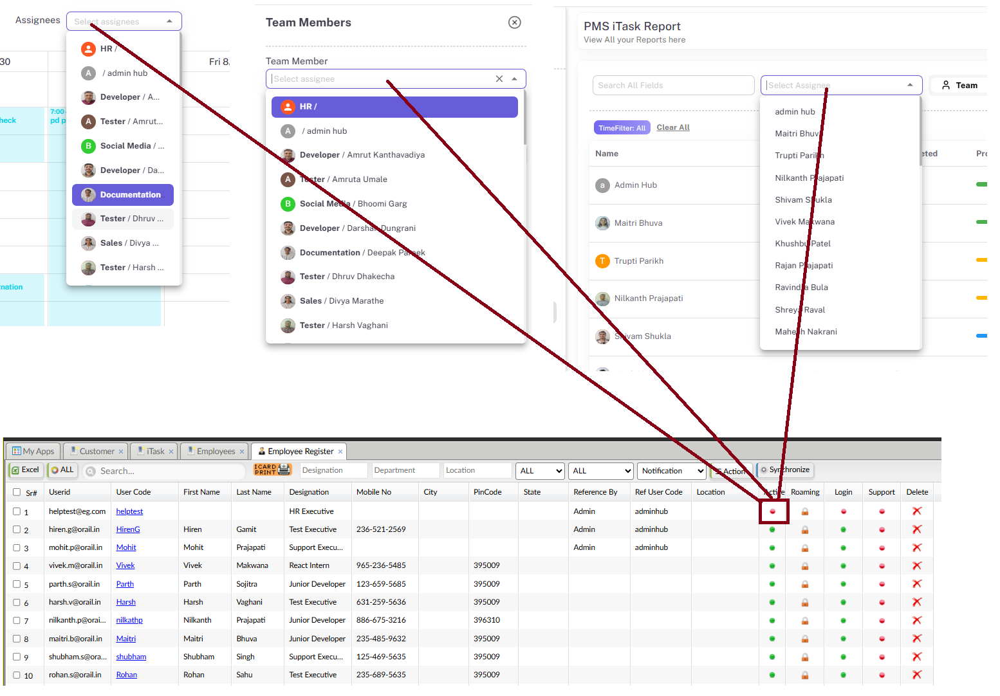 Assignees
Select assignees
HR /
/ admin hub
Developer / A...
Tester / Amrut...
Social Media / ...
Developer / Da...
Documentation
Tester / Dhruv ...
Sales / Divya ...
Tester / Harsh ...
30
Fri 8
7:00
pd p
heck
nation
Team Members
Team Member
Select assignee
HR /
/ admin hub
Developer / Amrut Kanthavadiya
Tester / Amruta Umale
Social Media / Bhoomi Garg
Developer / Darshan Dungrani
Documentation / Deepak Pareek
Tester / Dhruv Dhakecha
Sales / Divya Marathe
Tester / Harsh Vaghani
PMS iTask Report
View All your Reports here
Search All Fields
Select Assignee
Team
TimeFilter: All
Clear All
Name
eted
Pro
Admin Hub
Maitri Bhuva
Trupti Parikh
Nilkanth Prajapati
Shivam Shukla
admin hub
Maitri Bhuva
Trupti Parikh
Nilkanth Prajapati
Shivam Shukla
Vivek Makwana
Khushbu Patel
Rajan Prajapati
Ravindra Bula
Shreya Raval
Mahesh Nakrani
My Apps Customer iTask Employees Employee Register
Excel ALL Search... ICARD PRINT Designation Department Location ALL ALL Notification Action Synchronize
Sr# Userid User Code First Name Last Name Designation Mobile No City PinCode State Reference By Ref User Code Location Active Roaming Login Support Delete
1 helptest@eg.com helptest HR Executive Admin adminhub
2 hiren.g@orail.in HirenG Hiren Gamit Test Executive 236-521-2569 Admin adminhub
3 mohit.p@orail.in Mohit Mohit Prajapati Support Execu... Admin adminhub
4 vivek.m@orail.in Vivek Vivek Makwana React Intern 965-236-5485 395009
5 parth.s@orail.in Parth Parth Sojitra Junior Developer 123-659-5685 395009
6 harsh.v@orail.in Harsh Harsh Vaghani Test Executive 631-259-5636 395009
7 nilkanth.p@orai... nilkathp Nilkanth Prajapati Junior Developer 886-675-3216 396310
8 maitri.b@orail.in Maitri Maitri Bhuva Junior Developer 235-485-9632 395009
9 shubham.s@ora... shubham Shubham Singh Support Execu... 125-469-5635 395009
10 rohan.s@orail.in Rohan Rohan Sahu Test Executive 235-689-5635 395009